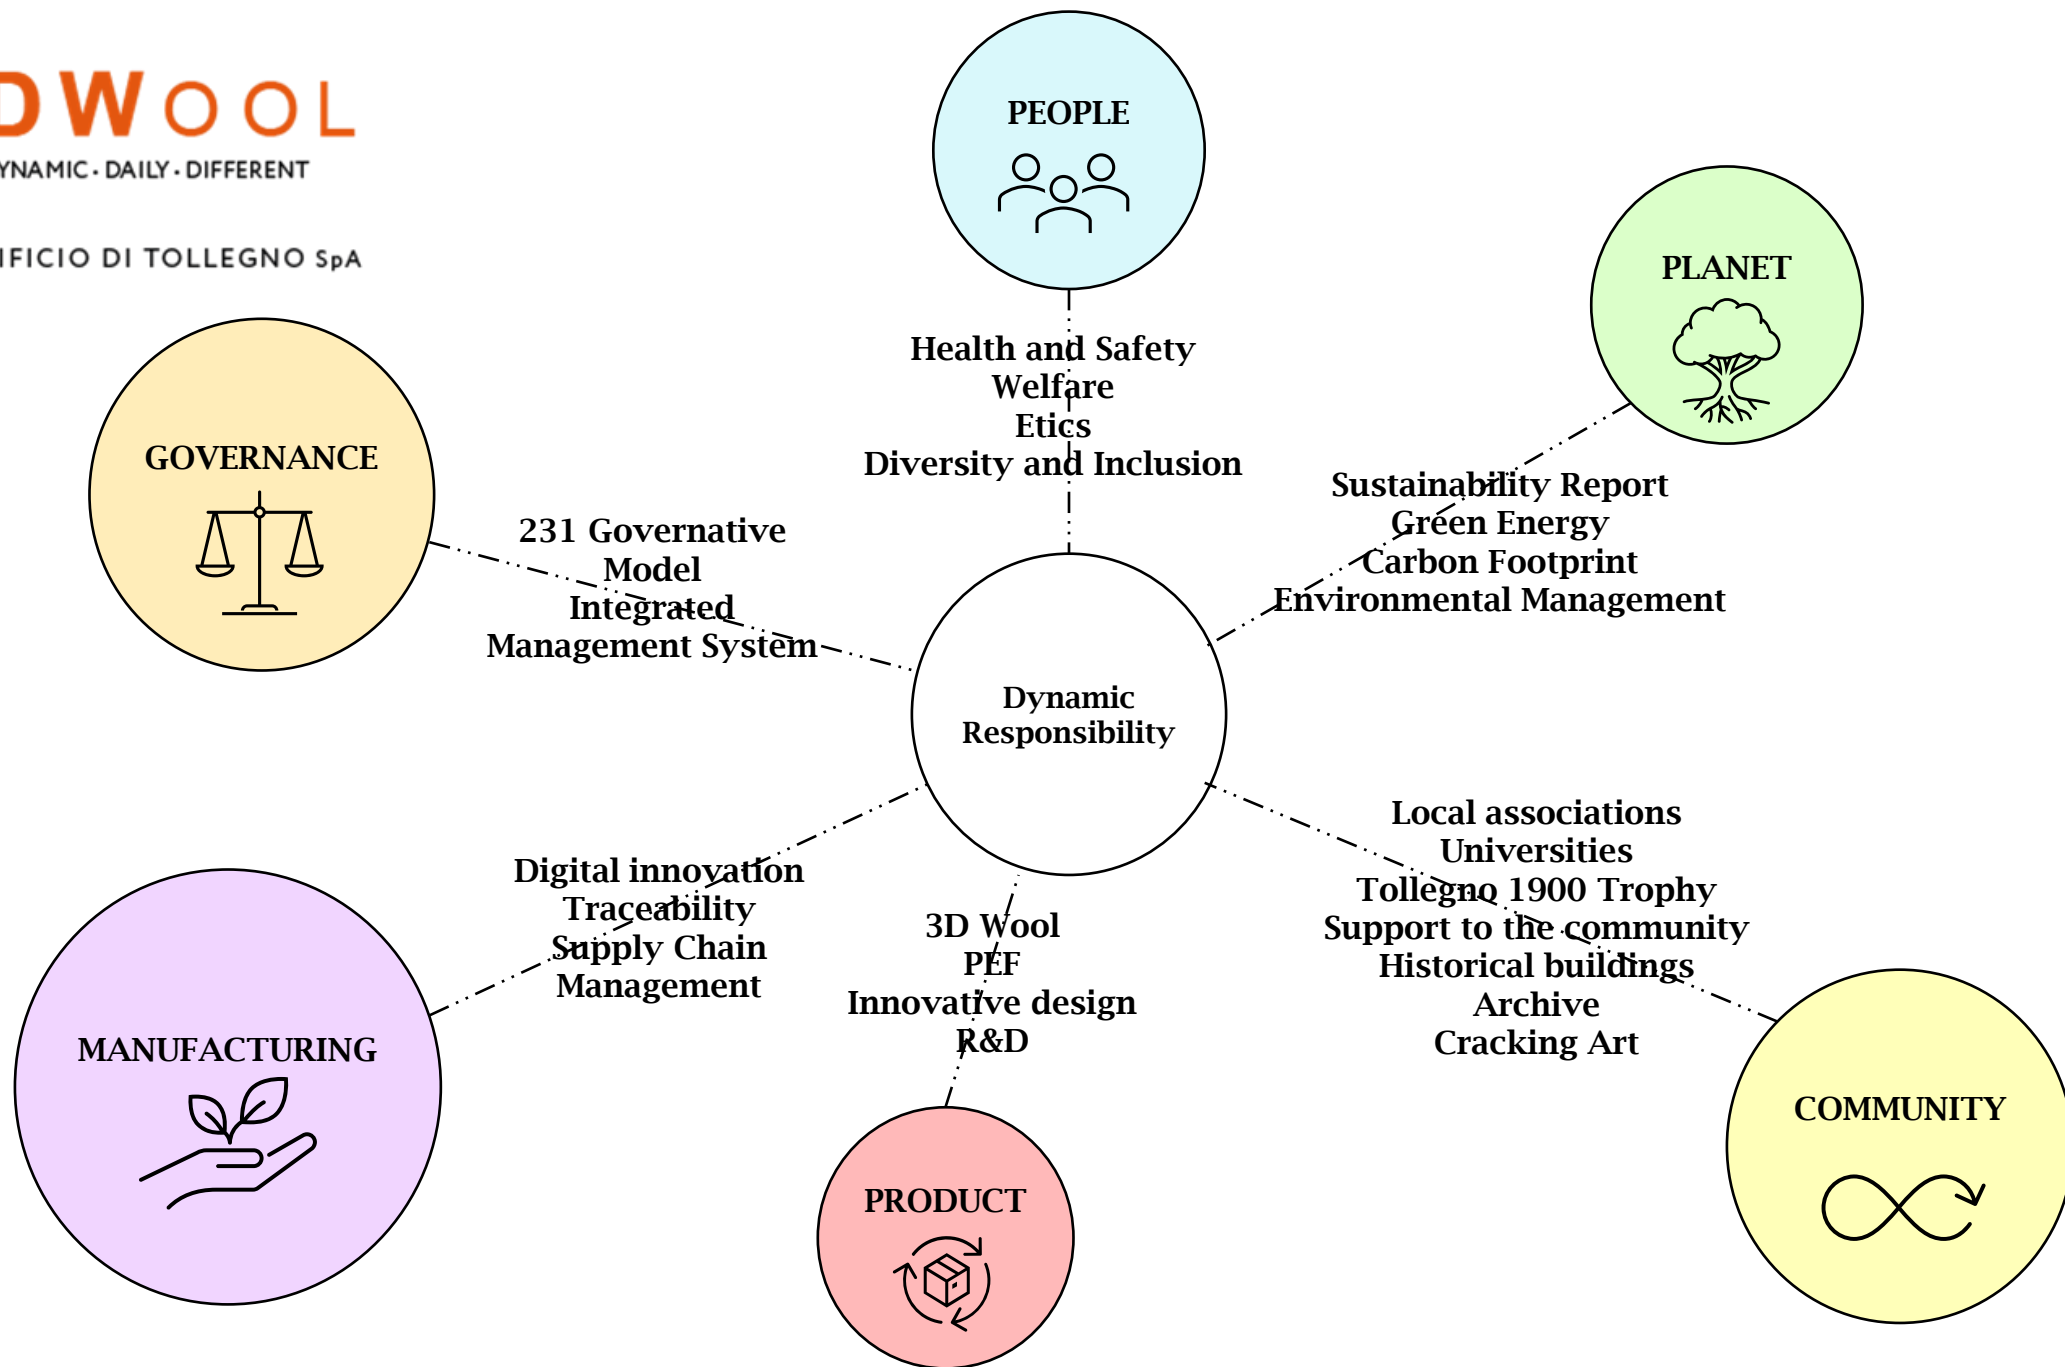 DWOOL
YNAMIC · DAILY · DIFFERENT
IFICIO DI TOLLEGNO SpA
PEOPLE
Health and Safety
Welfare
Etics
Diversity and Inclusion
PLANET
Sustainability Report
Green Energy
Carbon Footprint
Environmental Management
GOVERNANCE
231 Governative
Model
Integrated
Management System
Dynamic
Responsibility
MANUFACTURING
Digital innovation
Traceability
Supply Chain
Management
3D Wool
PEF
Innovative design
R&D
PRODUCT
Local associations
Universities
Tollegno 1900 Trophy
Support to the community
Historical buildings
Archive
Cracking Art
COMMUNITY